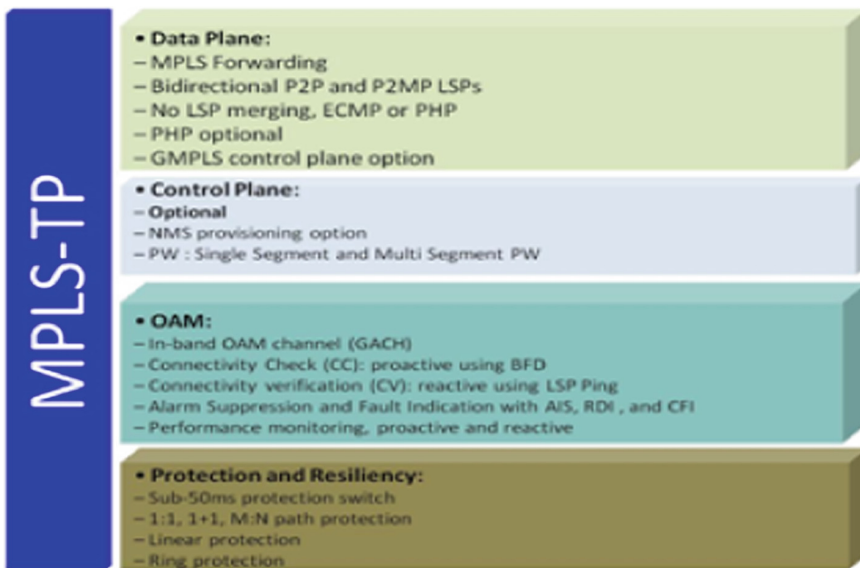 MPLS-TP
• Data Plane:
– MPLS Forwarding
– Bidirectional P2P and P2MP LSPs
– No LSP merging, ECMP or PHP
– PHP optional
– GMPLS control plane option
• Control Plane:
– Optional
– NMS provisioning option
– PW : Single Segment and Multi Segment PW
• OAM:
– In-band OAM channel (GACH)
– Connectivity Check (CC): proactive using BFD
– Connectivity verification (CV): reactive using LSP Ping
– Alarm Suppression and Fault Indication with AIS, RDI , and CFI
– Performance monitoring, proactive and reactive
• Protection and Resiliency:
– Sub-50ms protection switch
– 1:1, 1+1, M:N path protection
– Linear protection
– Ring protection